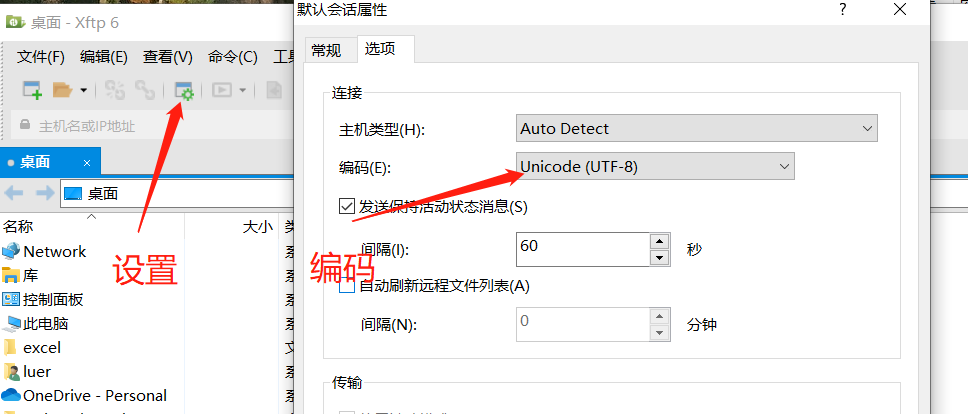 桌面 - Xftp 6
文件(F) 编辑(E) 查看(V) 命令(C) 工
主机名或IP地址
桌面 ×
桌面
名称 大小
Network
库
控制面板
此电脑
excel
luer
OneDrive - Personal
设置
默认会话属性 ? ×
常规 选项
连接
主机类型(H): Auto Detect
编码(E): Unicode (UTF-8)
发送保持活动状态消息(S)
间隔(I): 60 秒
编码
自动刷新远程文件列表(A)
间隔(N): 0 分钟
传输